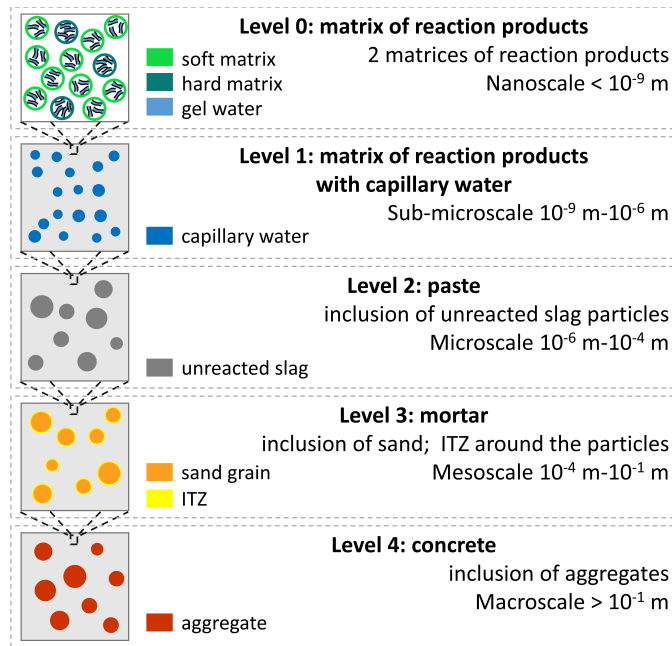 Level 0: matrix of reaction products
2 matrices of reaction products
Nanoscale < 10⁻⁹ m
soft matrix
hard matrix
gel water
Level 1: matrix of reaction products
with capillary water
Sub-microscale 10⁻⁹ m-10⁻⁶ m
capillary water
Level 2: paste
inclusion of unreacted slag particles
Microscale 10⁻⁶ m-10⁻⁴ m
unreacted slag
Level 3: mortar
inclusion of sand; ITZ around the particles
Mesoscale 10⁻⁴ m-10⁻¹ m
sand grain
ITZ
Level 4: concrete
inclusion of aggregates
Macroscale > 10⁻¹ m
aggregate